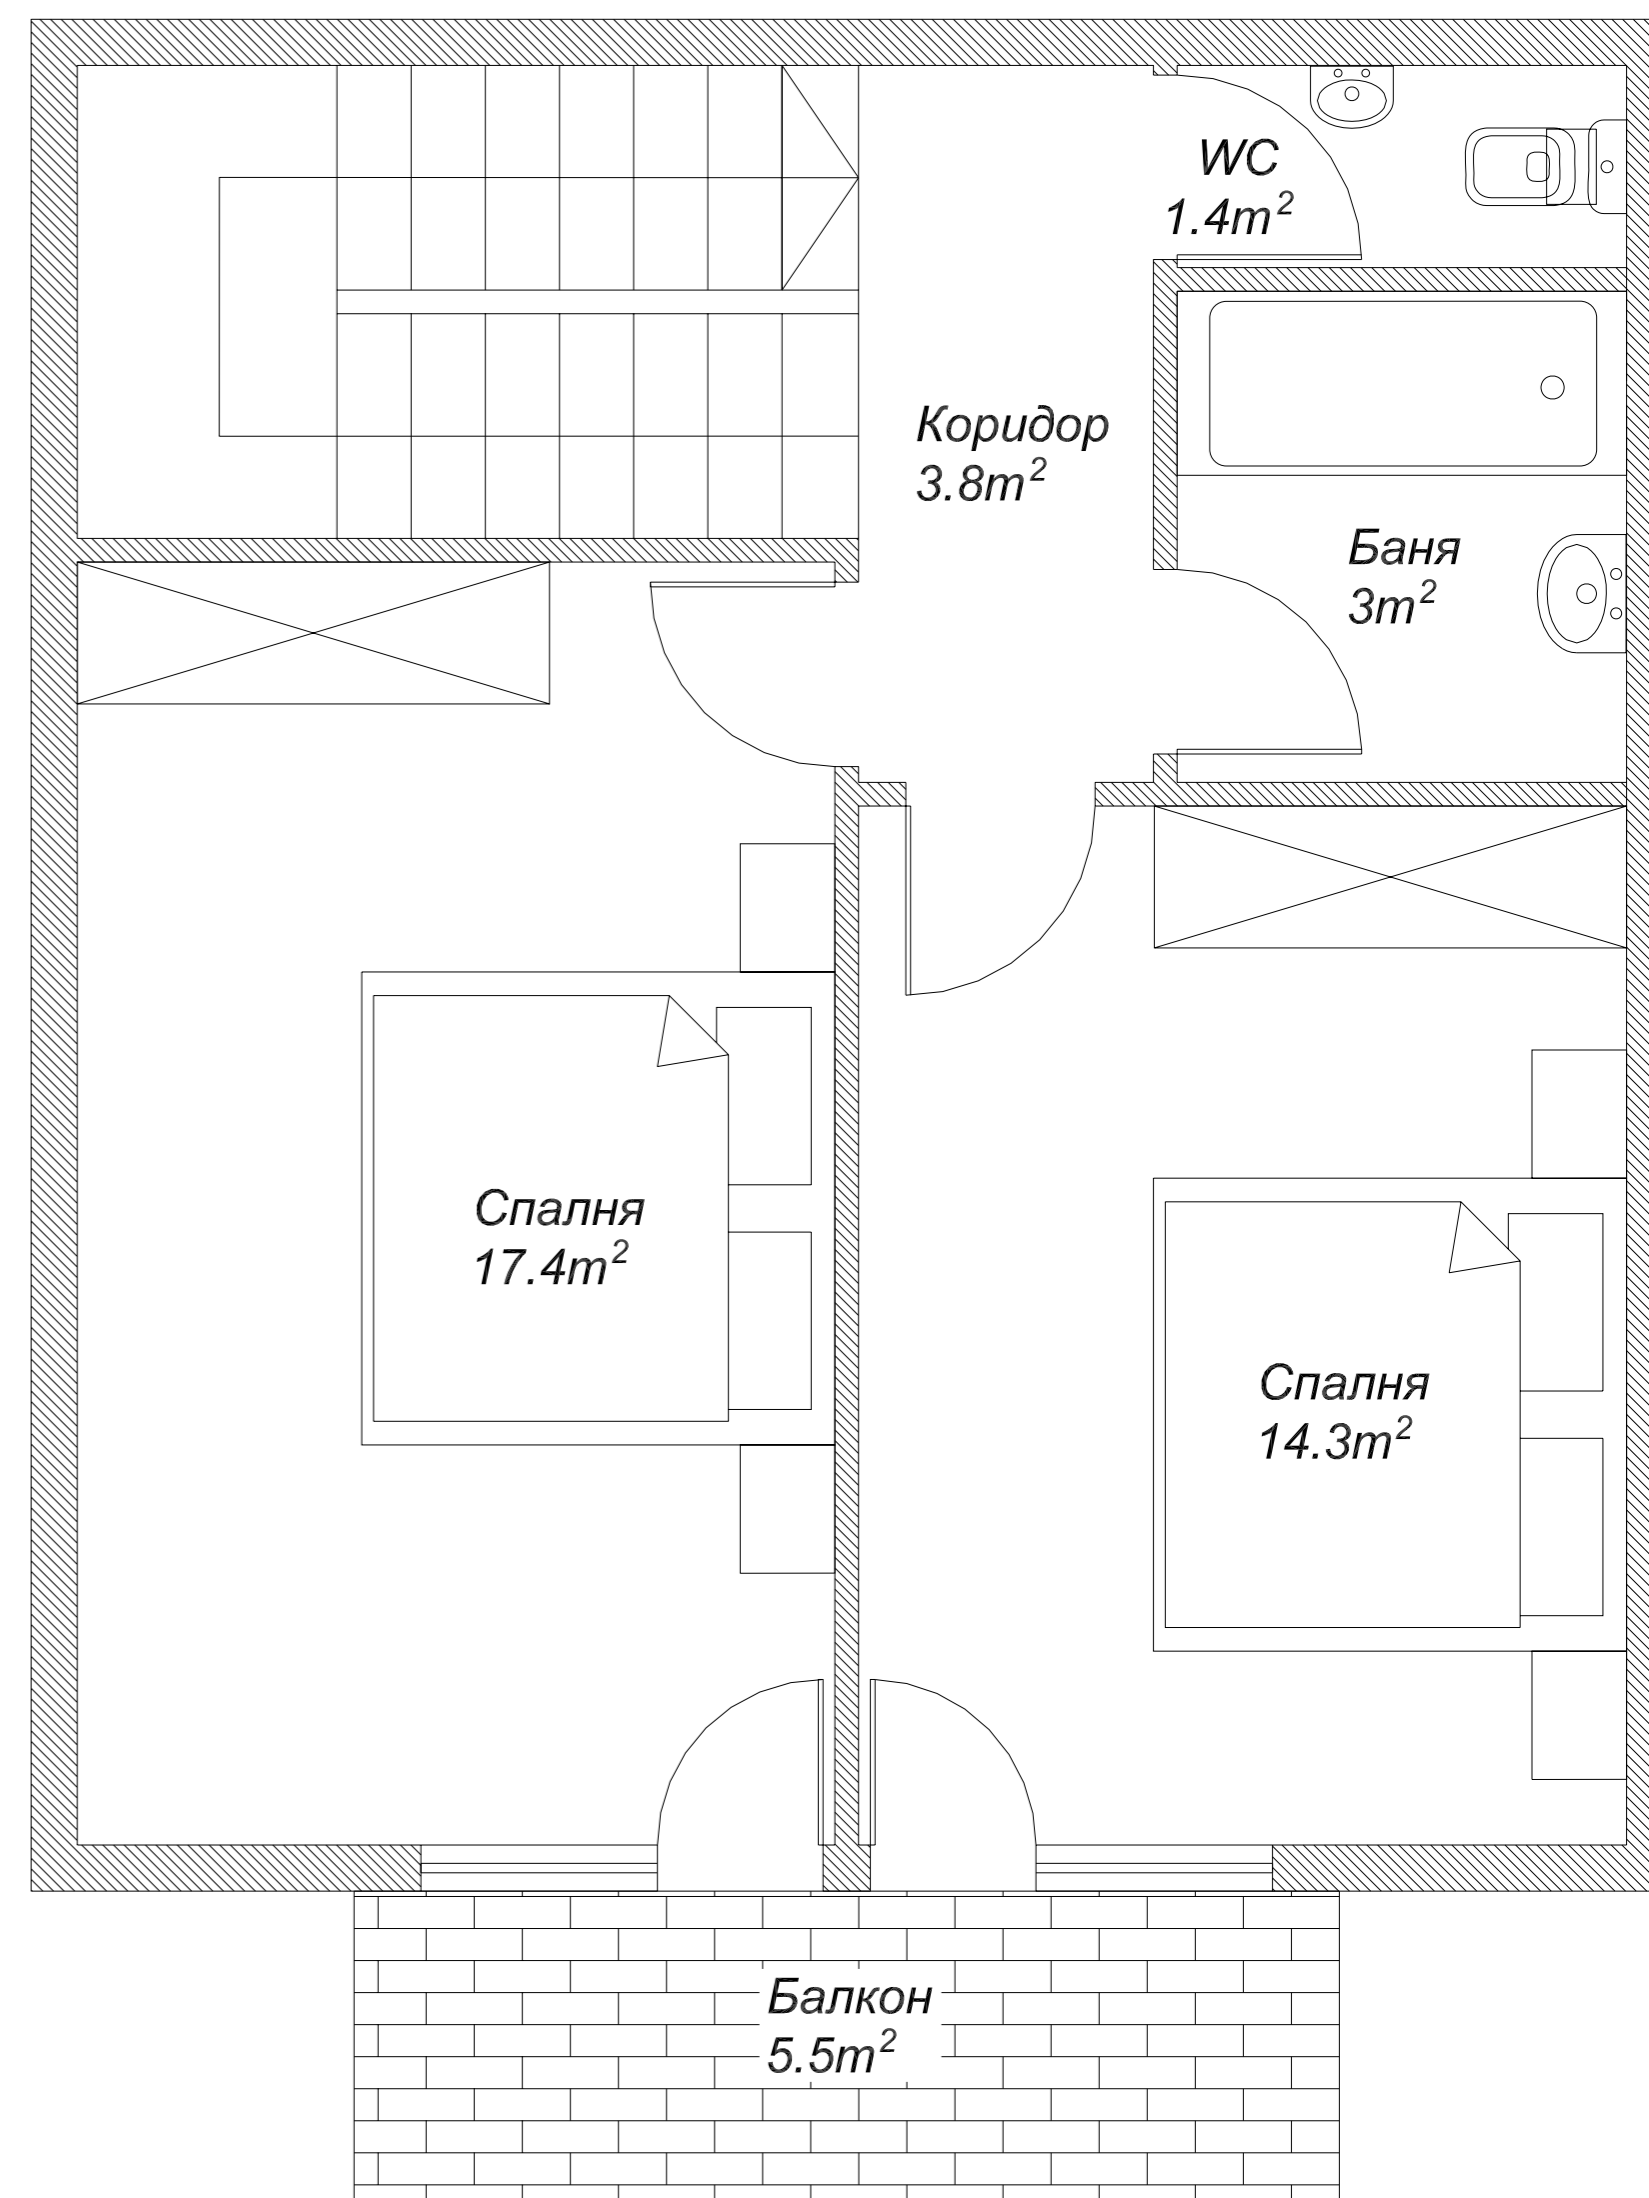 WC
1.4m²
Коридор
3.8m²
Баня
3m²
Спалня
17.4m²
Спалня
14.3m²
Балкон
5.5m²